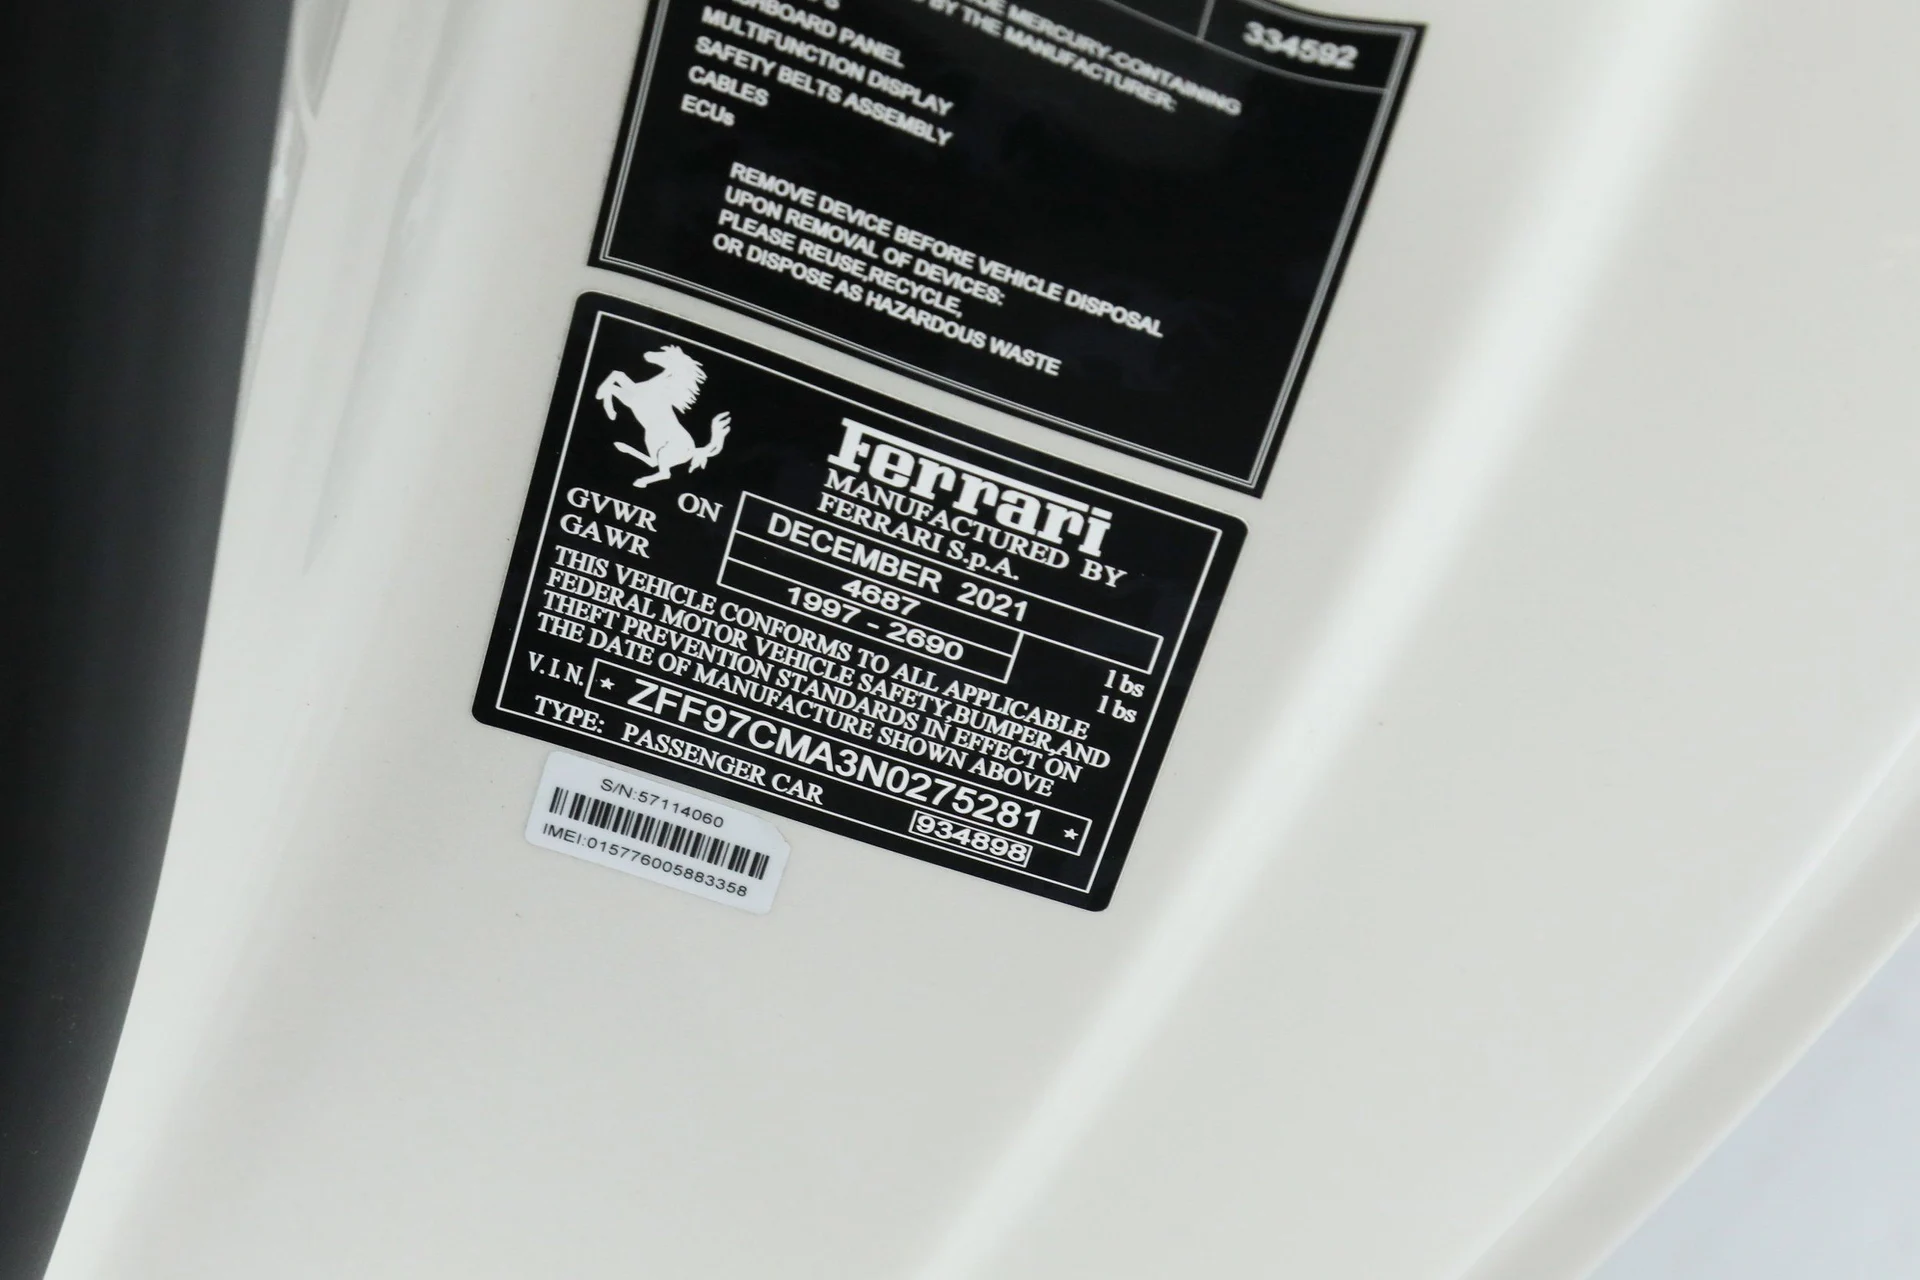 334592
MERCURY-CONTAINING
BY THE MANUFACTURER:
PANEL
MULTIFUNCTION DISPLAY
SAFETY BELTS ASSEMBLY
CABLES
ECUs
REMOVE DEVICE BEFORE VEHICLE DISPOSAL
UPON REMOVAL OF DEVICES:
PLEASE REUSE,RECYCLE,
OR DISPOSE AS HAZARDOUS WASTE
Ferrari
MANUFACTURED BY
FERRARI S.p.A.
ON DECEMBER 2021
GVWR 4687 lbs
GAWR 1997 - 2690 lbs
THIS VEHICLE CONFORMS TO ALL APPLICABLE
FEDERAL MOTOR VEHICLE SAFETY,BUMPER,AND
THEFT PREVENTION STANDARDS IN EFFECT ON
THE DATE OF MANUFACTURE SHOWN ABOVE
V.I.N. * ZFF97CMA3N0275281 *
TYPE: PASSENGER CAR 934898
S/N:57114060
IMEI:015776005883358